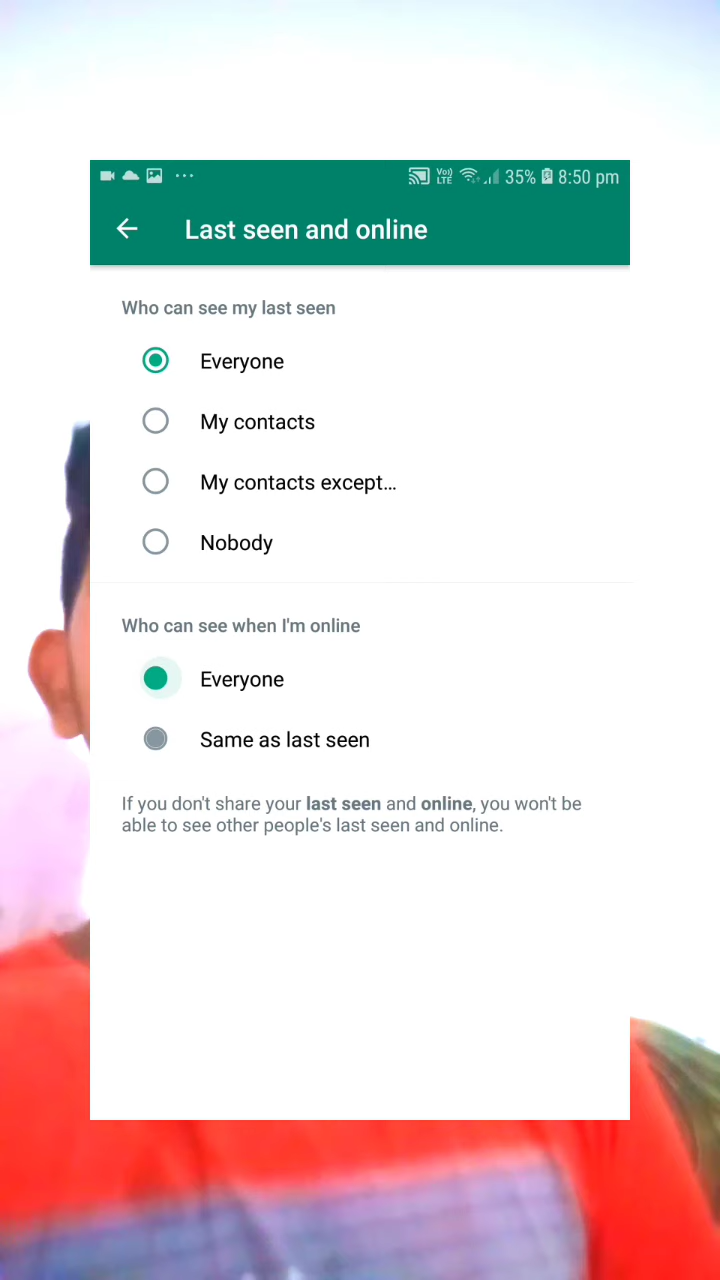 Vo)) LTE 35% 8:50 pm
Last seen and online
Who can see my last seen
Everyone
My contacts
My contacts except...
Nobody
Who can see when I'm online
Everyone
Same as last seen
If you don't share your last seen and online, you won't be
able to see other people's last seen and online.